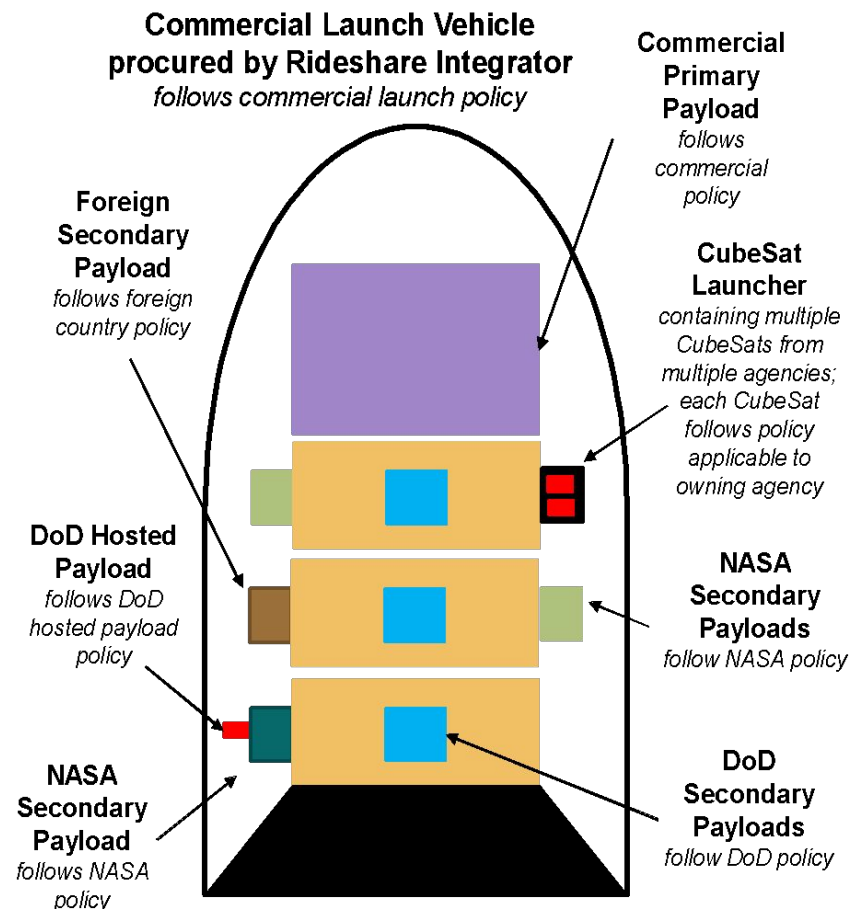 Commercial Launch Vehicle
procured by Rideshare Integrator
follows commercial launch policy
Commercial
Primary
Payload
follows
commercial
policy
Foreign
Secondary
Payload
follows foreign
country policy
CubeSat
Launcher
containing multiple
CubeSats from
multiple agencies;
each CubeSat
follows policy
applicable to
owning agency
DoD Hosted
Payload
follows DoD
hosted payload
policy
NASA
Secondary
Payloads
follow NASA policy
NASA
Secondary
Payload
follows NASA
policy
DoD
Secondary
Payloads
follow DoD policy